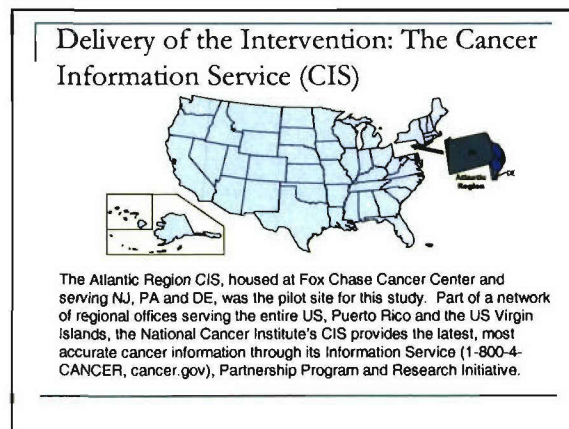 Delivery of the Intervention: The Cancer
Information Service (CIS)
DE
Atlantic
Region
The Atlantic Region CIS, housed at Fox Chase Cancer Center and
serving NJ, PA and DE, was the pilot site for this study. Part of a network
of regional offices serving the entire US, Puerto Rico and the US Virgin
Islands, the National Cancer Institute's CIS provides the latest, most
accurate cancer information through its Information Service (1-800-4-
CANCER, cancer.gov), Partnership Program and Research Initiative.